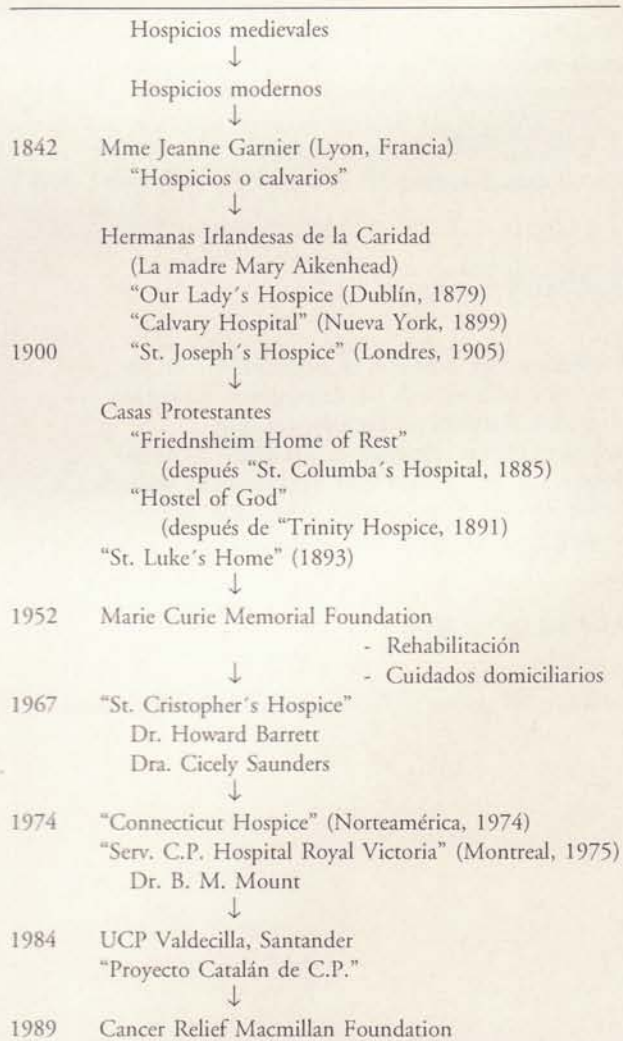 Hospicios medievales
↓
Hospicios modernos
↓
1842 Mme Jeanne Garnier (Lyon, Francia)
“Hospicios o calvarios”
↓
Hermanas Irlandesas de la Caridad
(La madre Mary Aikenhead)
“Our Lady´s Hospice (Dublín, 1879)
“Calvary Hospital” (Nueva York, 1899)
1900 “St. Joseph´s Hospice” (Londres, 1905)
↓
Casas Protestantes
“Friednsheim Home of Rest”
(después “St. Columba´s Hospital, 1885)
“Hostel of God”
(después de “Trinity Hospice, 1891)
“St. Luke´s Home” (1893)
↓
1952 Marie Curie Memorial Foundation
- Rehabilitación
↓ - Cuidados domiciliarios
1967 “St. Cristopher´s Hospice”
Dr. Howard Barrett
Dra. Cicely Saunders
↓
1974 “Connecticut Hospice” (Norteamérica, 1974)
“Serv. C.P. Hospital Royal Victoria” (Montreal, 1975)
Dr. B. M. Mount
↓
1984 UCP Valdecilla, Santander
“Proyecto Catalán de C.P.”
↓
1989 Cancer Relief Macmillan Foundation